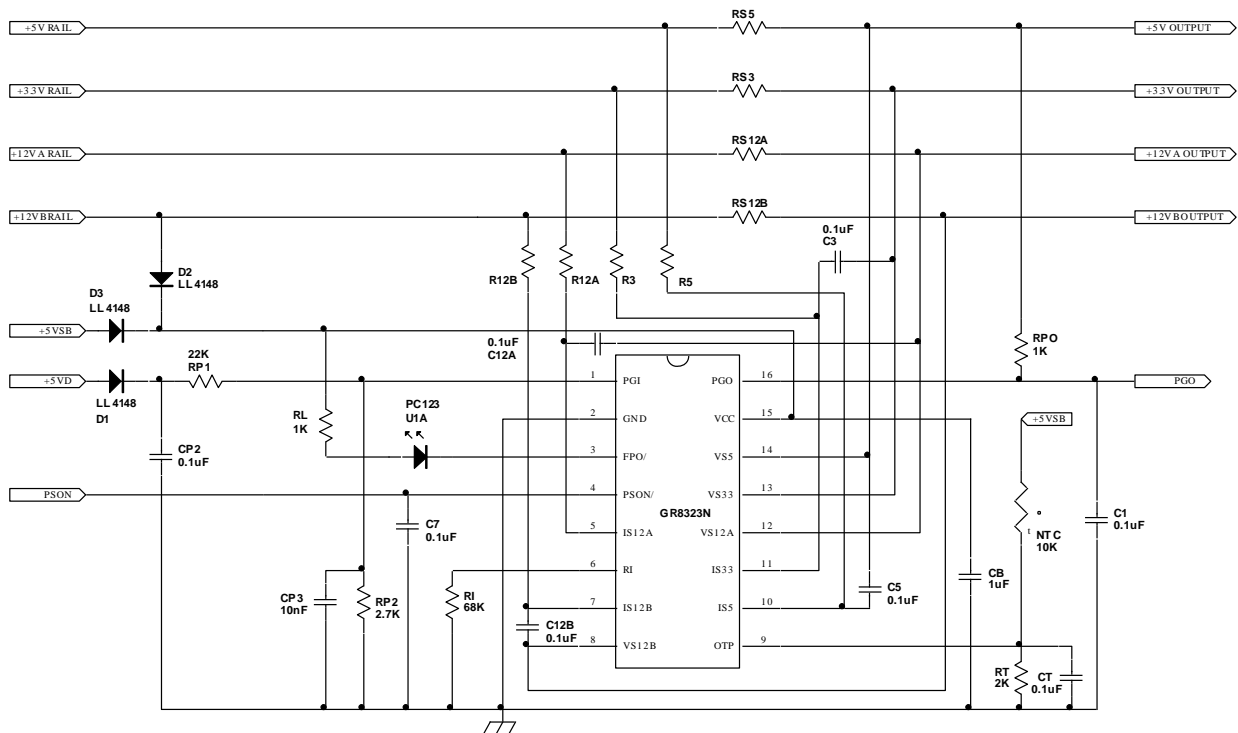 RS5
+5V RAIL
+5V OUTPUT
RS3
+3.3V RAIL
+3.3V OUTPUT
RS12A
+12V A RAIL
+12V A OUTPUT
RS12B
+12V B RAIL
+12V B OUTPUT
0.1uF
C3
D2
LL4148
R12B
R12A
R3
R5
D3
LL4148
+5VSB
0.1uF
C12A
RPO
1K
22K
RP1
+5VD
1
PGI
PGO
16
PGO
LL4148
D1
RL
1K
PC123
U1A
2
GND
VCC
15
+5VSB
CP2
0.1uF
3
FPO/
VS5
14
PSON
4
PSON/
VS33
13
GR8323N
C7
0.1uF
5
IS12A
VS12A
12
t
°
NTC
10K
C1
0.1uF
6
RI
IS33
11
CP3
10nF
RP2
2.7K
RI
68K
CB
1uF
C5
0.1uF
7
IS12B
IS5
10
C12B
0.1uF
8
VS12B
OTP
9
RT
2K
CT
0.1uF